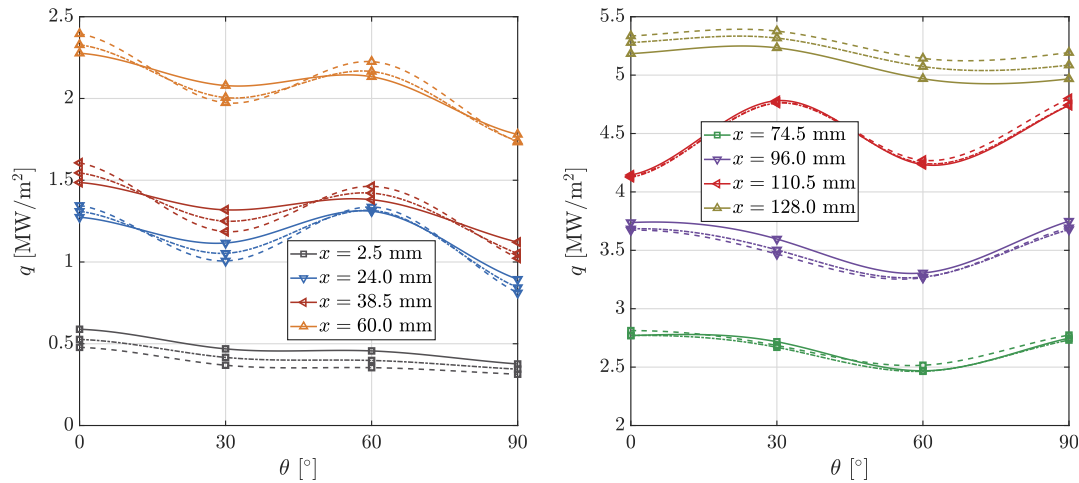 2.5
2
1.5
1
0.5
0
q [MW/m²]
x = 2.5 mm
x = 24.0 mm
x = 38.5 mm
x = 60.0 mm
0 30 60 90
θ [°]
5.5
5
4.5
4
3.5
3
2.5
2
q [MW/m²]
x = 74.5 mm
x = 96.0 mm
x = 110.5 mm
x = 128.0 mm
0 30 60 90
θ [°]